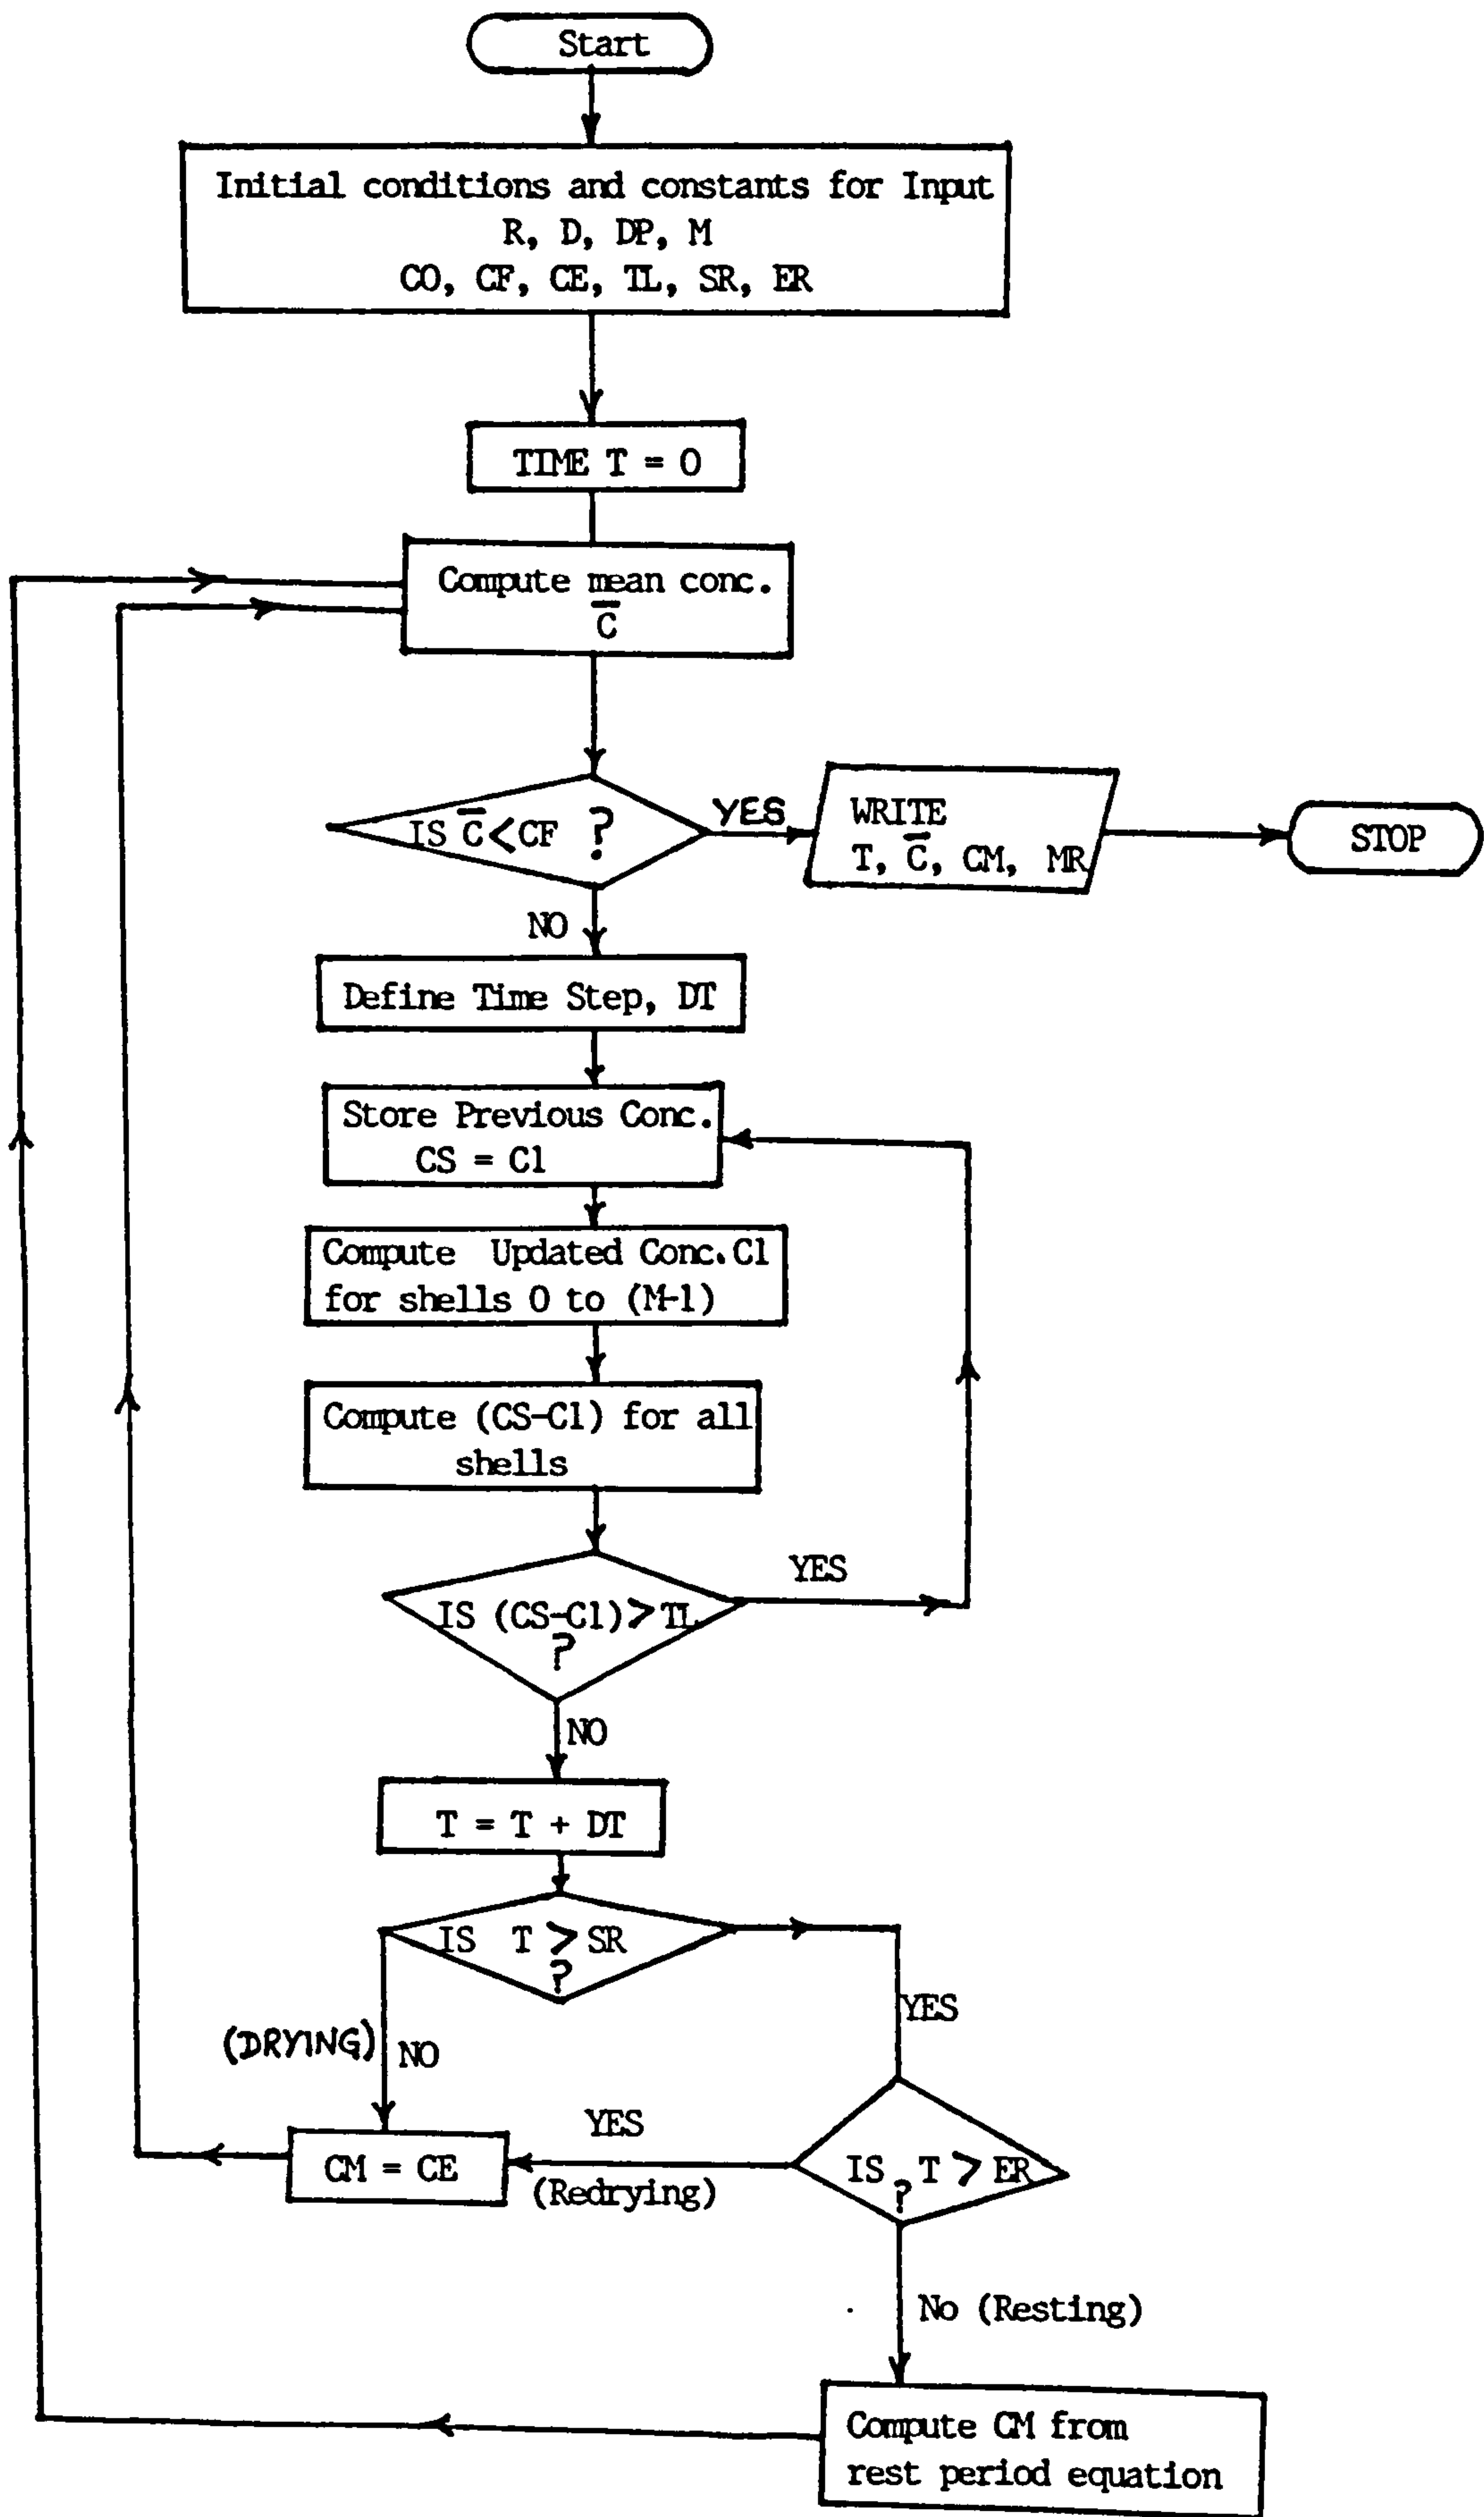 Start
Initial conditions and constants for Input
R, D, DP, M
CO, CF, CE, TL, SR, ER
TIME T = 0
Compute mean conc.
C̅
IS C̅<CF ?
YES
WRITE
T, C̅, CM, MR
STOP
NO
Define Time Step, DT
Store Previous Conc.
CS = C1
Compute Updated Conc.C1
for shells 0 to (M-1)
Compute (CS-C1) for all
shells
YES
IS (CS-C1)>TL
?
NO
T = T + DT
IS T > SR
?
YES
(DRYING)
NO
YES
CM = CE
(Redrying)
IS T > ER
?
No (Resting)
Compute CM from
rest period equation